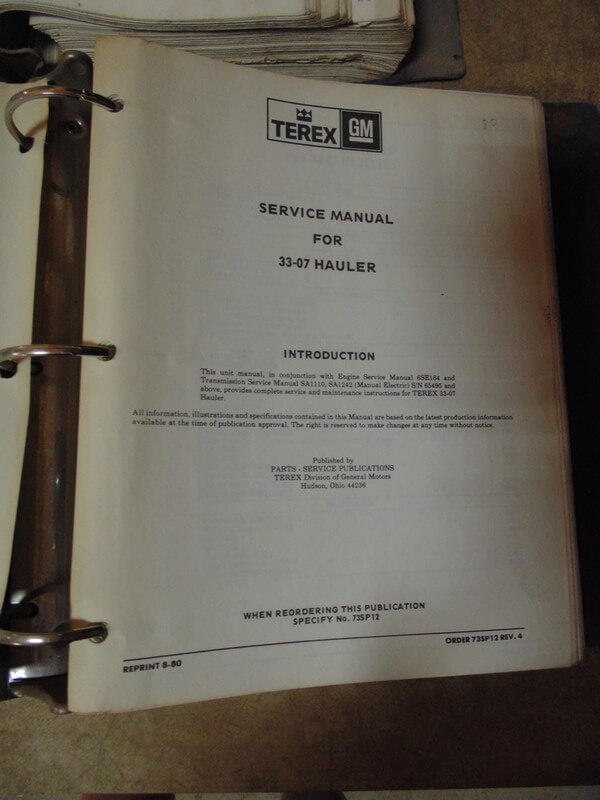 TEREX GM
SERVICE MANUAL
FOR
33-07 HAULER
INTRODUCTION
This unit manual, in conjunction with Engine Service Manual 6SE184 and
Transmission Service Manual SA1110, SA1242 (Manual Electric) S/N 65495 and
above, provides complete service and maintenance instructions for TEREX 33-07
Hauler.
All information, illustrations and specifications contained in this Manual are based on the latest production information
available at the time of publication approval. The right is reserved to make changes at any time without notice.
Published by
PARTS - SERVICE PUBLICATIONS
TEREX Division of General Motors
Hudson, Ohio 44236
WHEN REORDERING THIS PUBLICATION
SPECIFY No. 73SP12
REPRINT 8-80
ORDER 73SP12 REV. 4